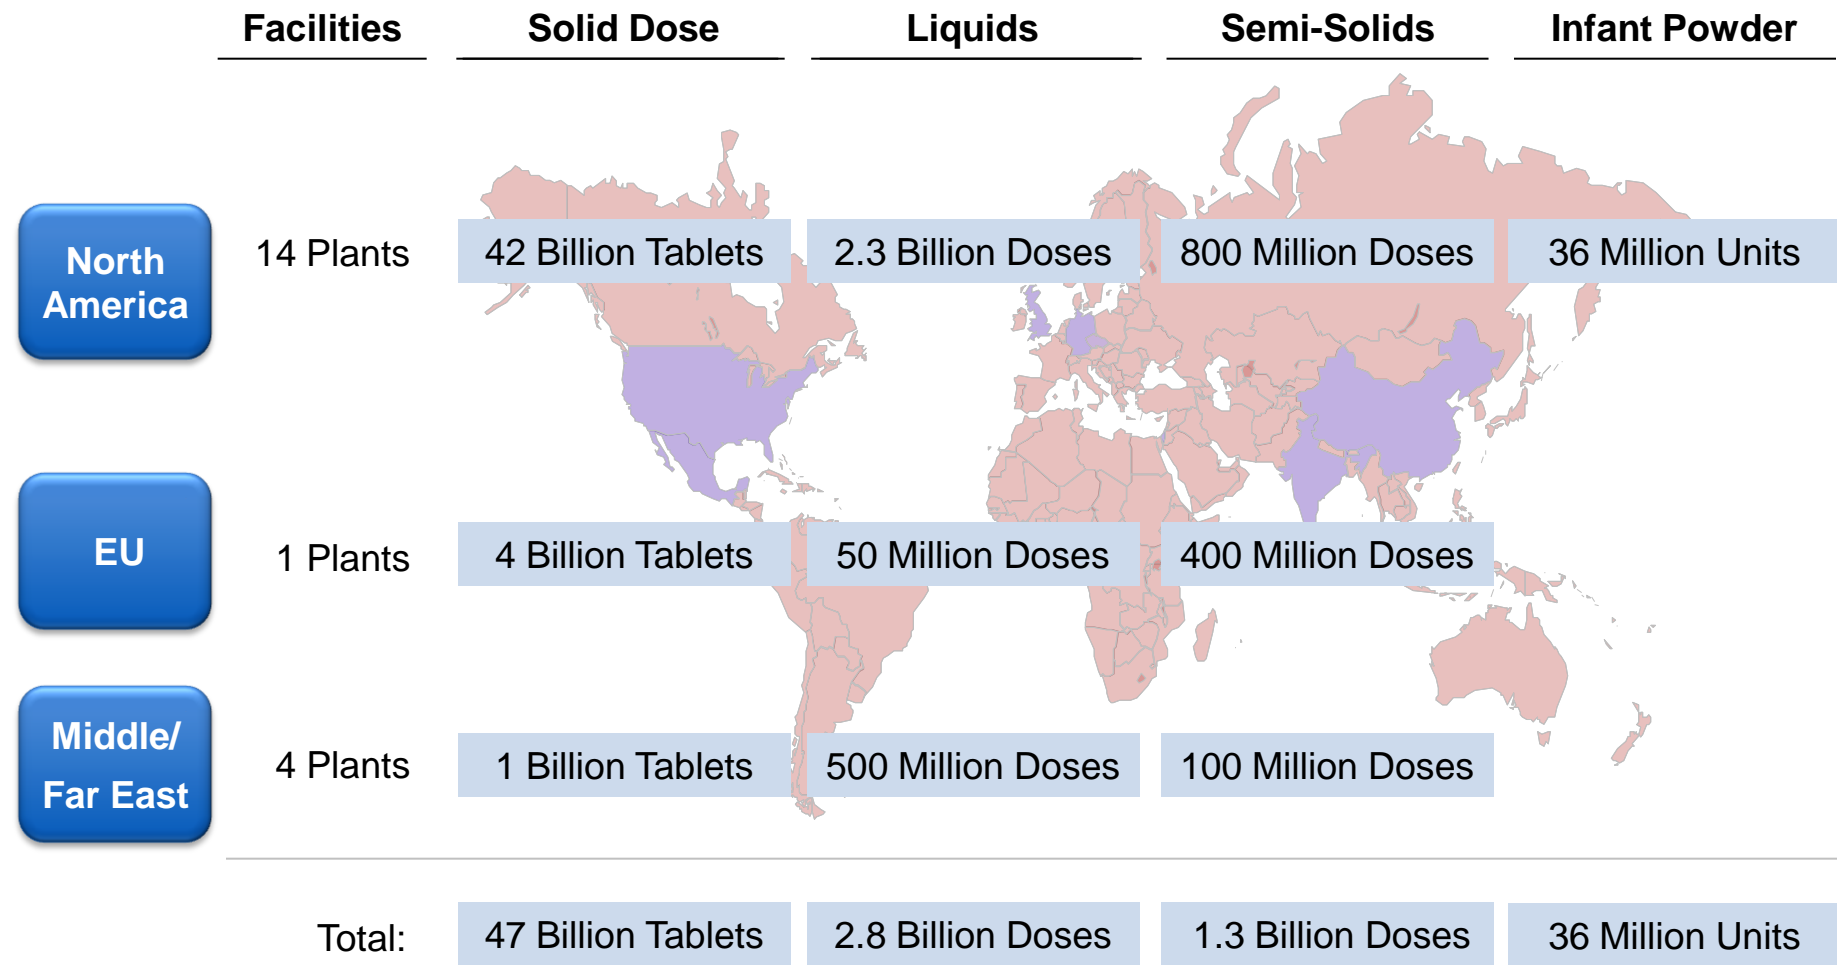 Facilities Solid Dose Liquids Semi-Solids Infant Powder
North
America
14 Plants 42 Billion Tablets 2.3 Billion Doses 800 Million Doses 36 Million Units
EU
1 Plants 4 Billion Tablets 50 Million Doses 400 Million Doses
Middle/
Far East
4 Plants 1 Billion Tablets 500 Million Doses 100 Million Doses
Total: 47 Billion Tablets 2.8 Billion Doses 1.3 Billion Doses 36 Million Units